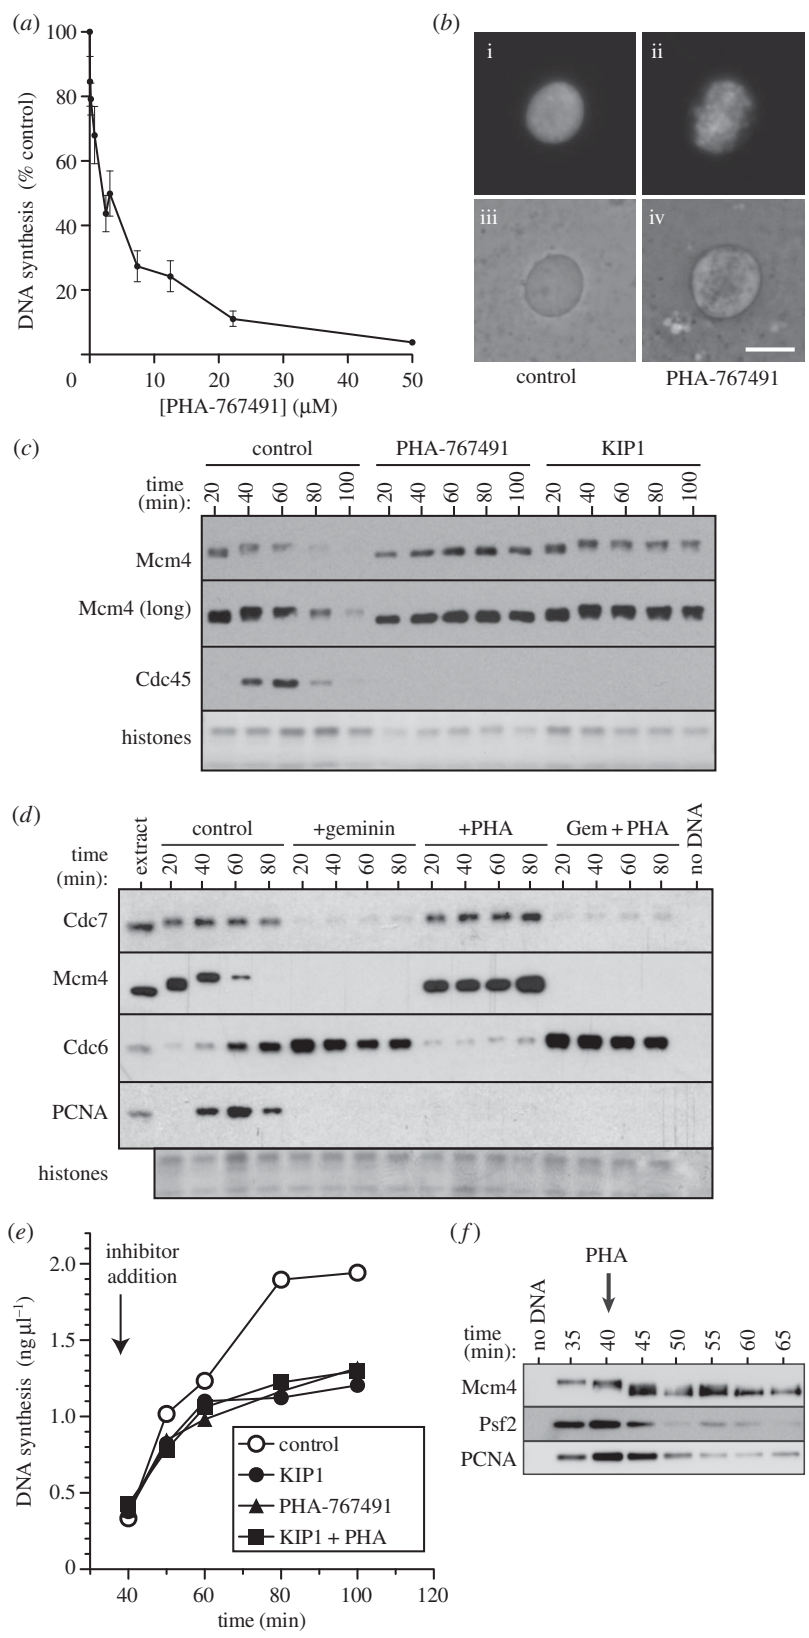 (a)
100
80
60
40
20
DNA synthesis (% control)
0 10 20 30 40 50
[PHA-767491] (μM)
(b)
i
ii
iii
iv
control
PHA-767491
(c)
control PHA-767491 KIP1
time (min):
20 40 60 80 100 20 40 60 80 100 20 40 60 80 100
Mcm4
Mcm4 (long)
Cdc45
histones
(d)
control +geminin +PHA Gem + PHA
time (min):
extract 20 40 60 80 20 40 60 80 20 40 60 80 20 40 60 80 no DNA
Cdc7
Mcm4
Cdc6
PCNA
histones
(e)
inhibitor
addition
2.0
1.5
1.0
0.5
0
DNA synthesis (ng μl⁻¹)
control
KIP1
PHA-767491
KIP1 + PHA
40 60 80 100 120
time (min)
(f)
PHA
time (min):
no DNA 35 40 45 50 55 60 65
Mcm4
Psf2
PCNA